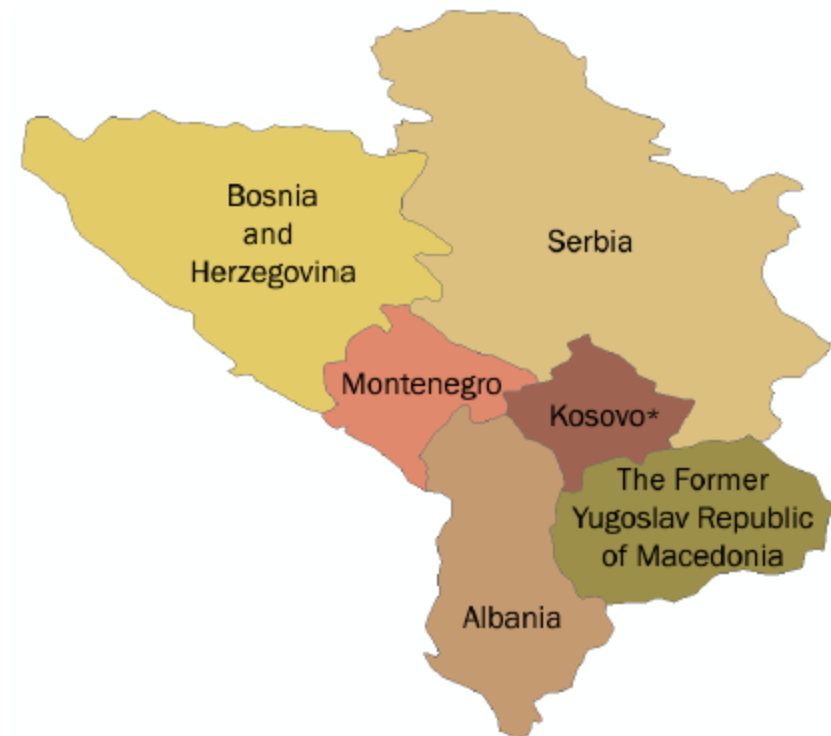 Bosnia
and
Herzegovina
Serbia
Montenegro
Kosovo*
The Former
Yugoslav Republic
of Macedonia
Albania